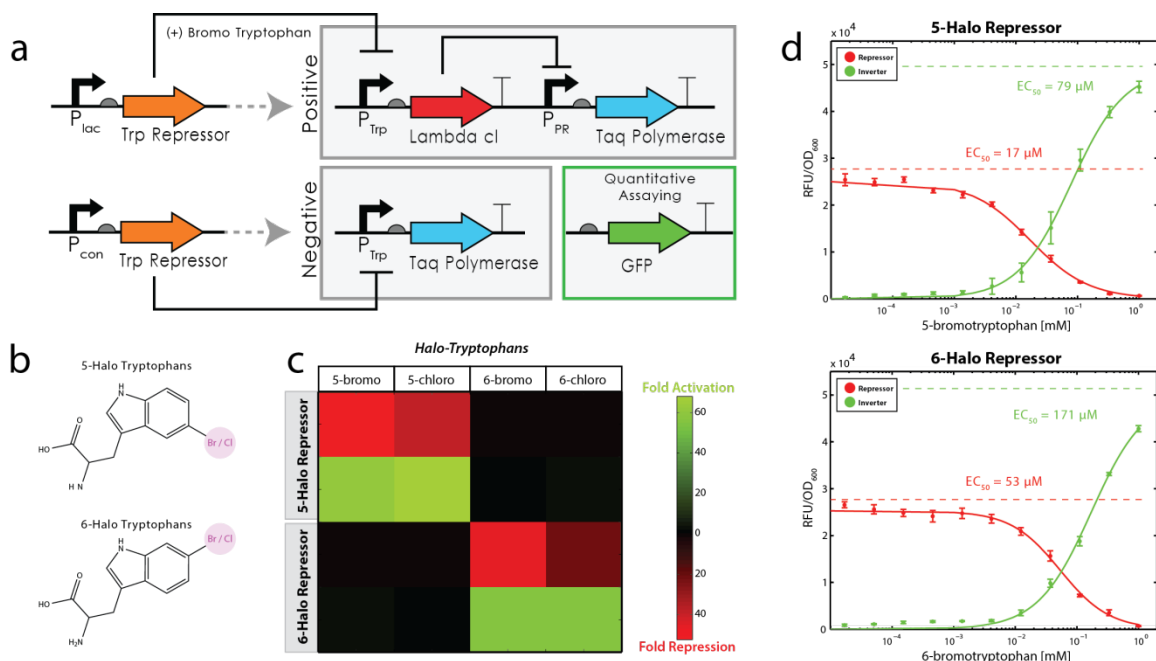 a
(+) Bromo Tryptophan
P lac
Trp Repressor
Positive
P Trp
Lambda cI
P PR
Taq Polymerase
P con
Trp Repressor
Negative
P Trp
Taq Polymerase
Quantitative
Assaying
GFP
b
5-Halo Tryptophans
H
N
O
HO
H N
Br / Cl
6-Halo Tryptophans
H
N
Br / Cl
O
HO
H₂N
c
Halo-Tryptophans
5-bromo 5-chloro 6-bromo 6-chloro
5-Halo Repressor
6-Halo Repressor
Fold Activation
60
40
20
0
20
40
Fold Repression
d
5-Halo Repressor
x 10⁴
Repressor
Inverter
EC₅₀ = 79 µM
EC₅₀ = 17 µM
RFU/OD₆₀₀
5
4
3
2
1
0
10⁻⁴ 10⁻³ 10⁻² 10⁻¹ 10⁰
5-bromotryptophan [mM]
6-Halo Repressor
x 10⁴
Repressor
Inverter
EC₅₀ = 171 µM
EC₅₀ = 53 µM
RFU/OD₆₀₀
5
4
3
2
1
0
10⁻⁴ 10⁻³ 10⁻² 10⁻¹ 10⁰
6-bromotryptophan [mM]